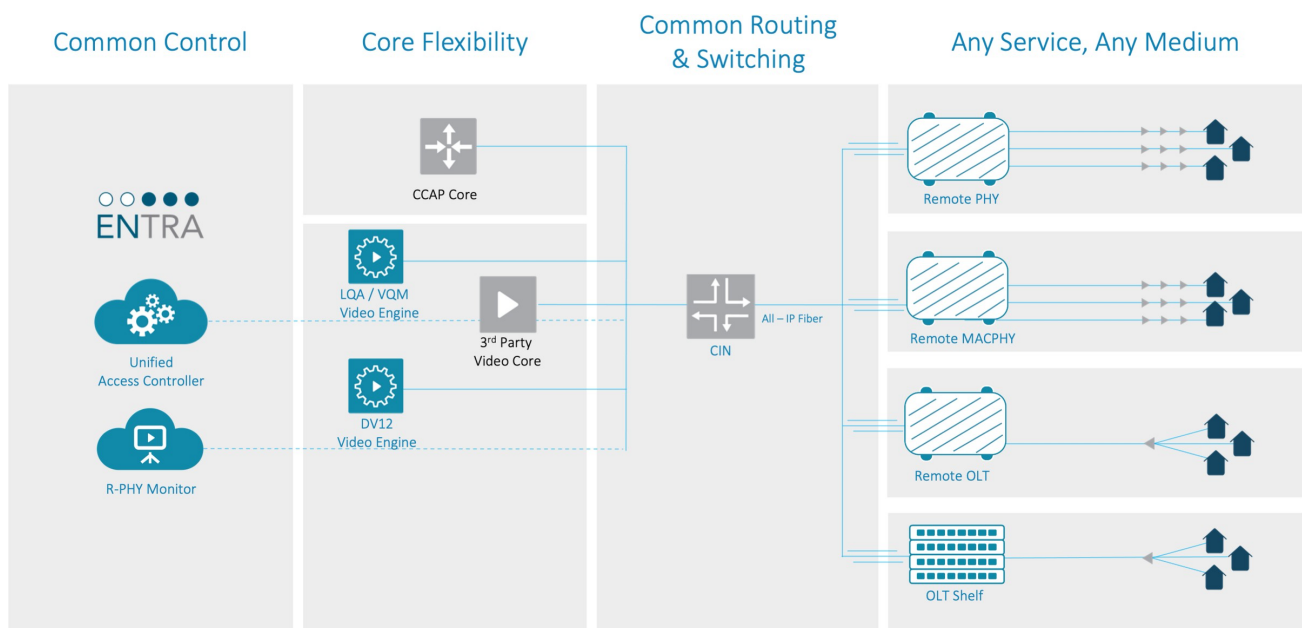 Common Control
Core Flexibility
Common Routing
& Switching
Any Service, Any Medium
ENTRA
Unified
Access Controller
R-PHY Monitor
CCAP Core
LQA / VQM
Video Engine
3rd Party
Video Core
DV12
Video Engine
CIN
All – IP Fiber
Remote PHY
Remote MACPHY
Remote OLT
OLT Shelf